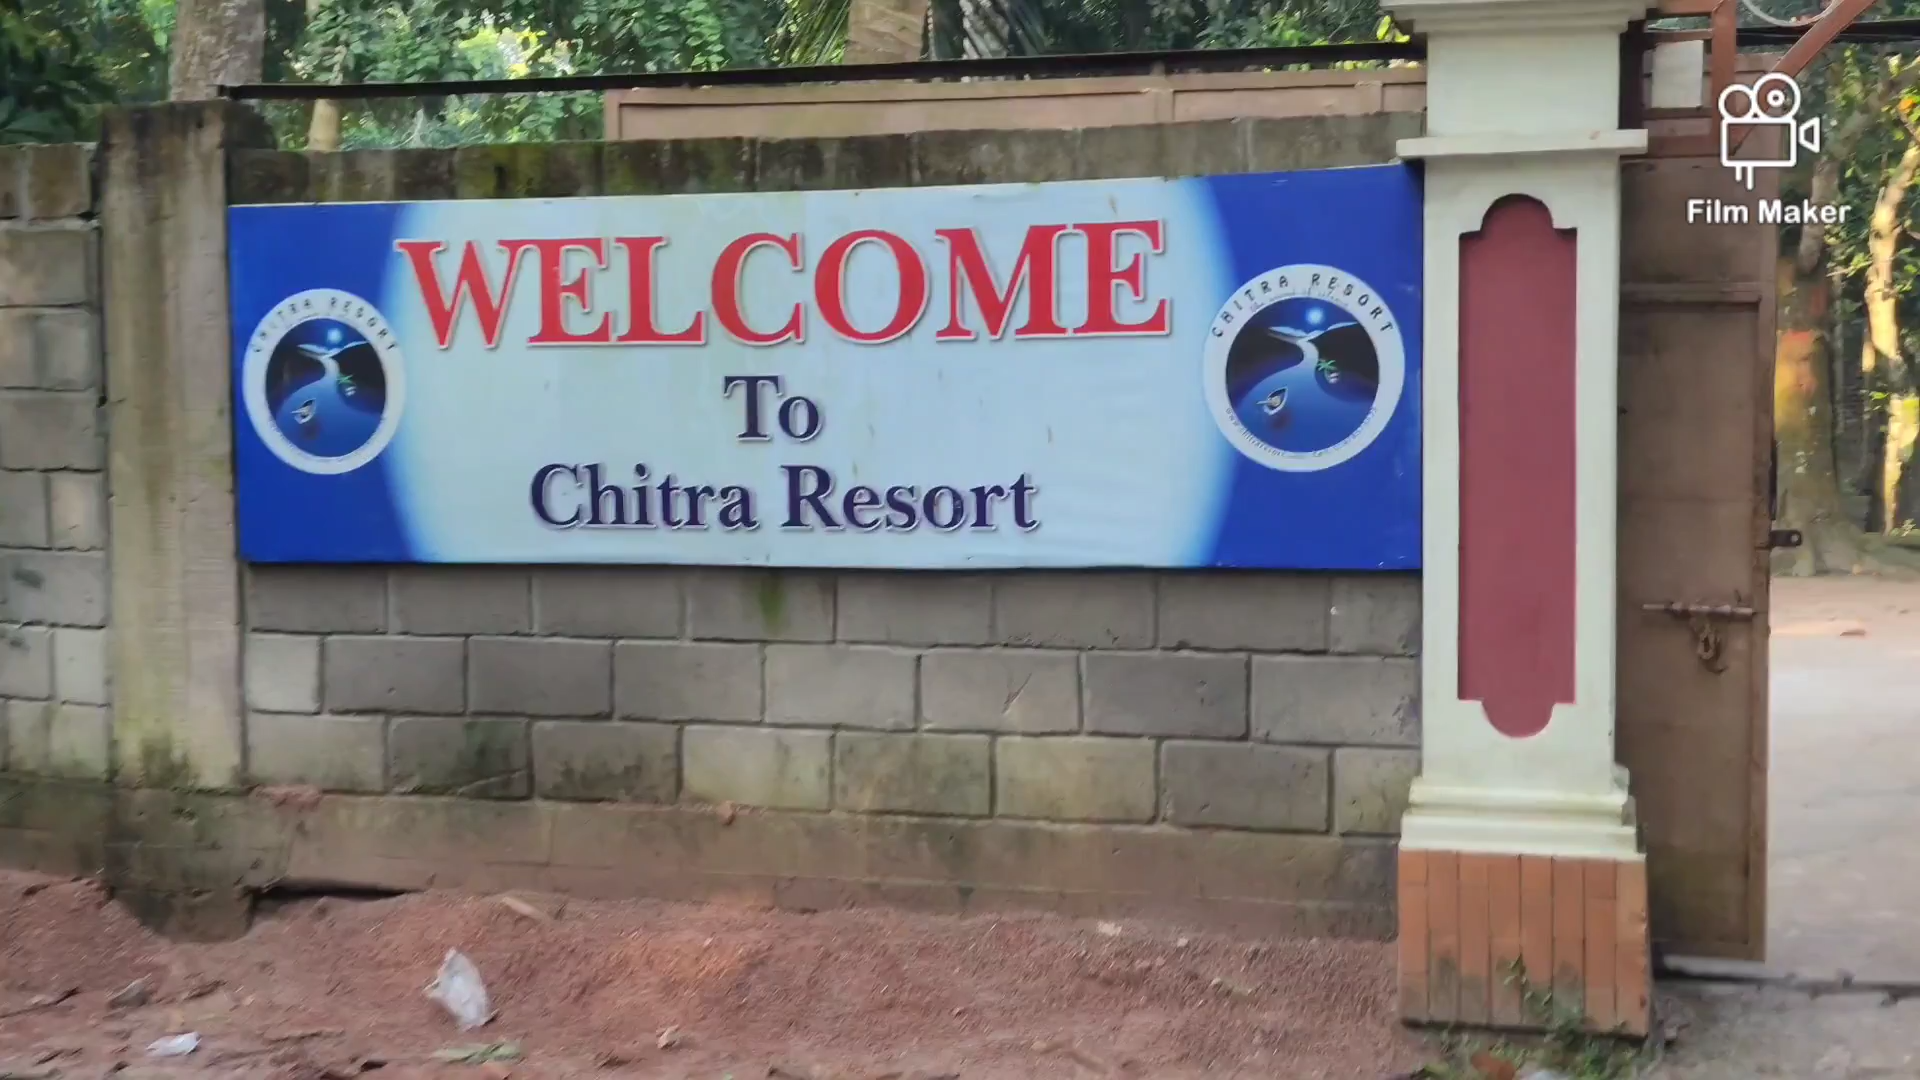 WELCOME
To
Chitra Resort
CHITRA RESORT
CHITRA RESORT
Film Maker